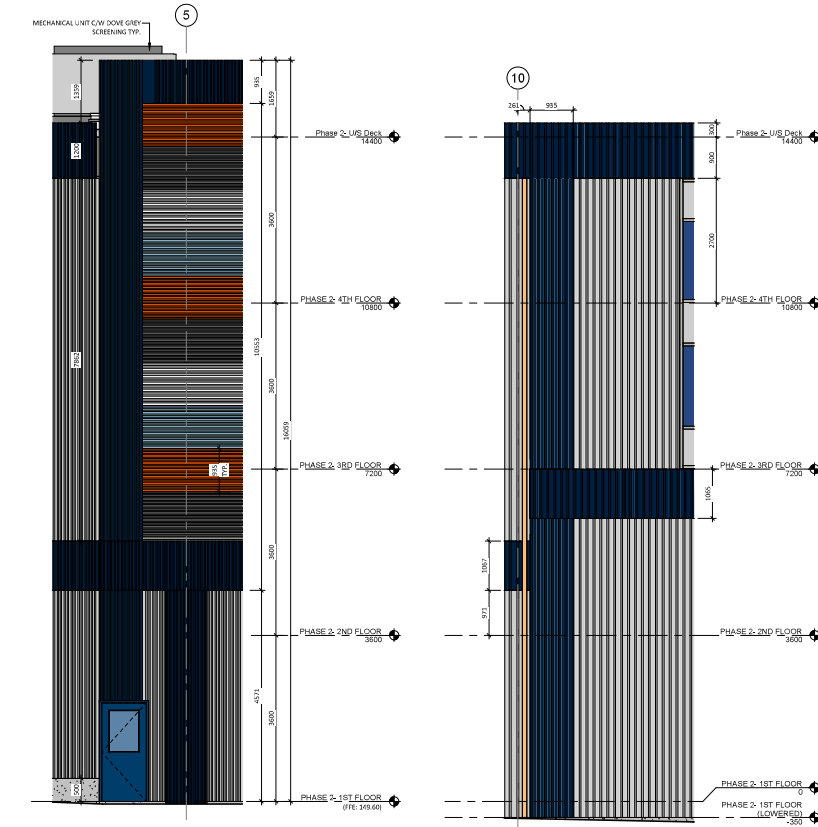 MECHANICAL UNIT C/W DOVE GREY
SCREENING TYP.
5
10
1359
935
1659
261
935
300
Phase 2- U/S Deck
14400
Phase 2- U/S Deck
14400
1200
900
3600
2700
PHASE 2- 4TH FLOOR
10800
PHASE 2- 4TH FLOOR
10800
7862
10553
3600
16059
935
TYP.
PHASE 2- 3RD FLOOR
7200
PHASE 2- 3RD FLOOR
7200
1065
3600
1067
971
PHASE 2- 2ND FLOOR
3600
PHASE 2- 2ND FLOOR
3600
4571
3600
500
PHASE 2- 1ST FLOOR
(FFE: 149.60)
PHASE 2- 1ST FLOOR
0
PHASE 2- 1ST FLOOR
(LOWERED)
-350